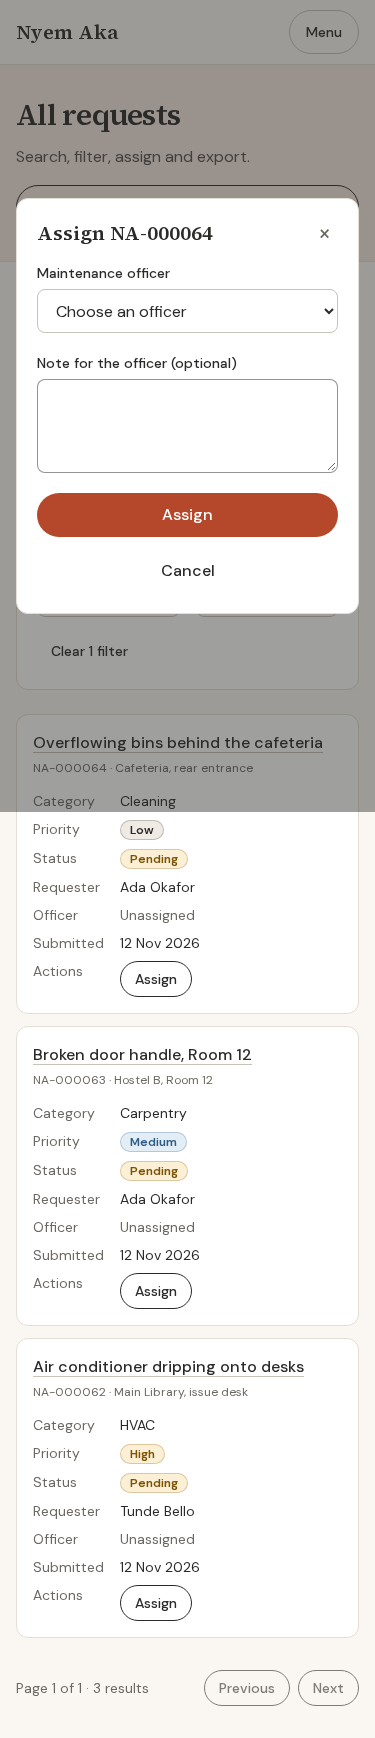 Nyem Aka
Menu
All requests
Search, filter, assign and export.
Assign NA-000064
×
Maintenance officer
Choose an officer
Note for the officer (optional)
Assign
Cancel
Clear 1 filter
Overflowing bins behind the cafeteria
NA-000064 · Cafeteria, rear entrance
Category Cleaning
Priority Low
Status Pending
Requester Ada Okafor
Officer Unassigned
Submitted 12 Nov 2026
Actions Assign
Broken door handle, Room 12
NA-000063 · Hostel B, Room 12
Category Carpentry
Priority Medium
Status Pending
Requester Ada Okafor
Officer Unassigned
Submitted 12 Nov 2026
Actions Assign
Air conditioner dripping onto desks
NA-000062 · Main Library, issue desk
Category HVAC
Priority High
Status Pending
Requester Tunde Bello
Officer Unassigned
Submitted 12 Nov 2026
Actions Assign
Page 1 of 1 · 3 results
Previous Next